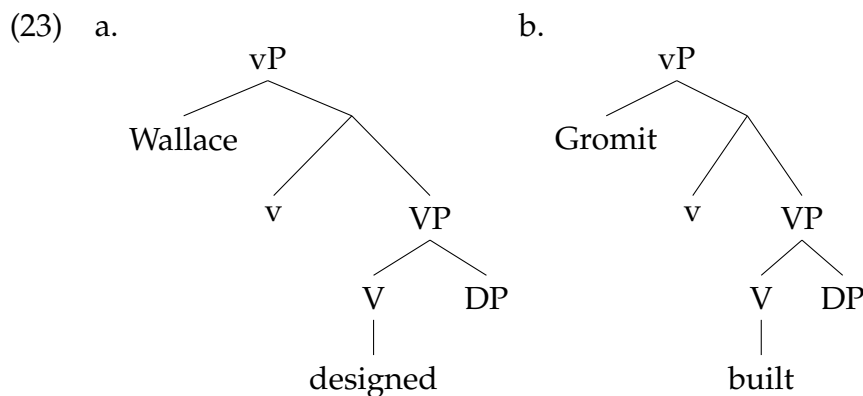 (23) a. b.
vP vP
Wallace Gromit
v VP v VP
V DP V DP
designed built